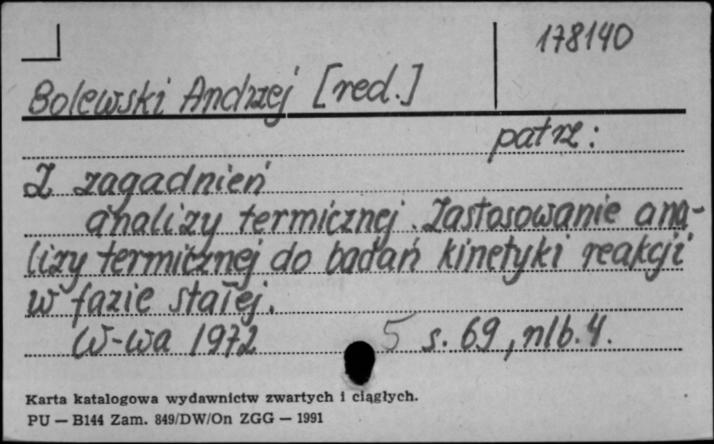 178140
Bolewski Andrzej [red.]
patrz:
Z zagadnień
analizy termicznej. Zastosowanie ana-
lizy termicznej do badań kinetyki reakcji
w fazie stałej.
W-wa 1972 5 s. 69, nlb. 4.
Karta katalogowa wydawnictw zwartych i ciągłych.
PU — B144 Zam. 849/DW/On ZGG — 1991